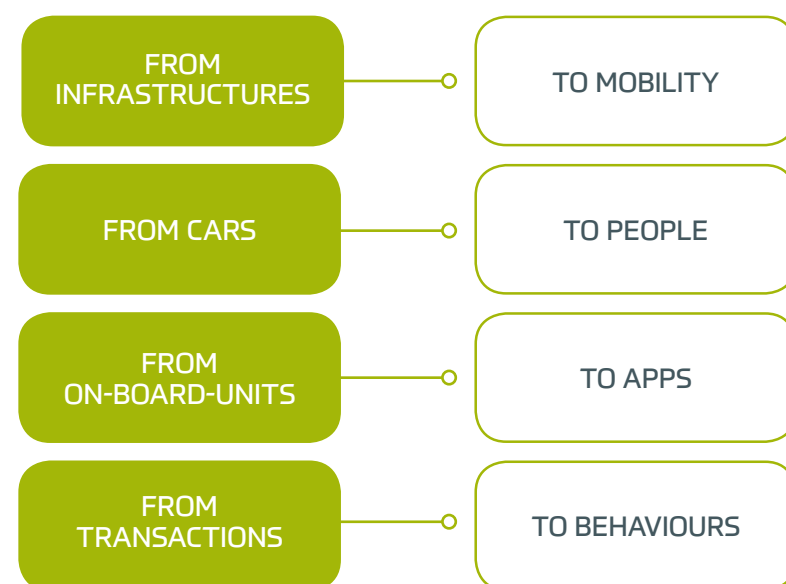 FROM
INFRASTRUCTURES
TO MOBILITY
FROM CARS
TO PEOPLE
FROM
ON-BOARD-UNITS
TO APPS
FROM
TRANSACTIONS
TO BEHAVIOURS